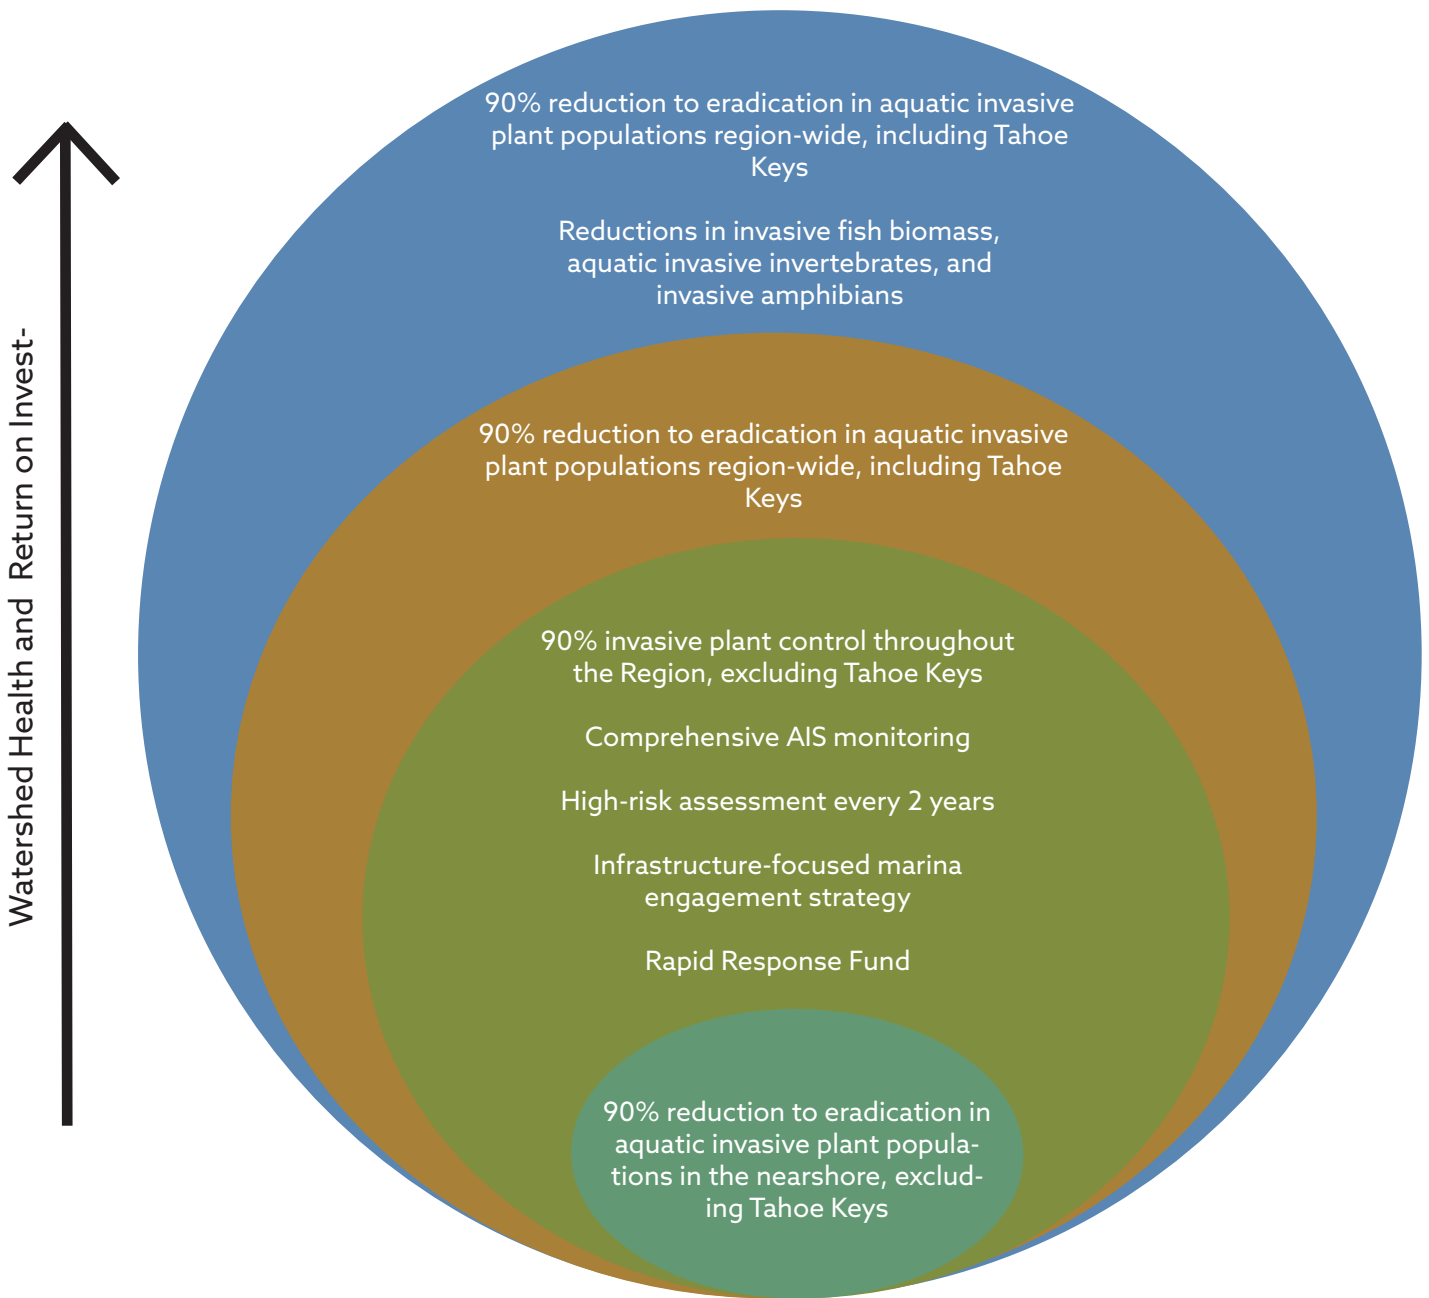 90% reduction to eradication in aquatic invasive
plant populations region-wide, including Tahoe
Keys
Reductions in invasive fish biomass,
aquatic invasive invertebrates, and
invasive amphibians
Watershed Health and Return on Invest-
90% reduction to eradication in aquatic invasive
plant populations region-wide, including Tahoe
Keys
90% invasive plant control throughout
the Region, excluding Tahoe Keys
Comprehensive AIS monitoring
High-risk assessment every 2 years
Infrastructure-focused marina
engagement strategy
Rapid Response Fund
90% reduction to eradication in
aquatic invasive plant popula-
tions in the nearshore, exclud-
ing Tahoe Keys